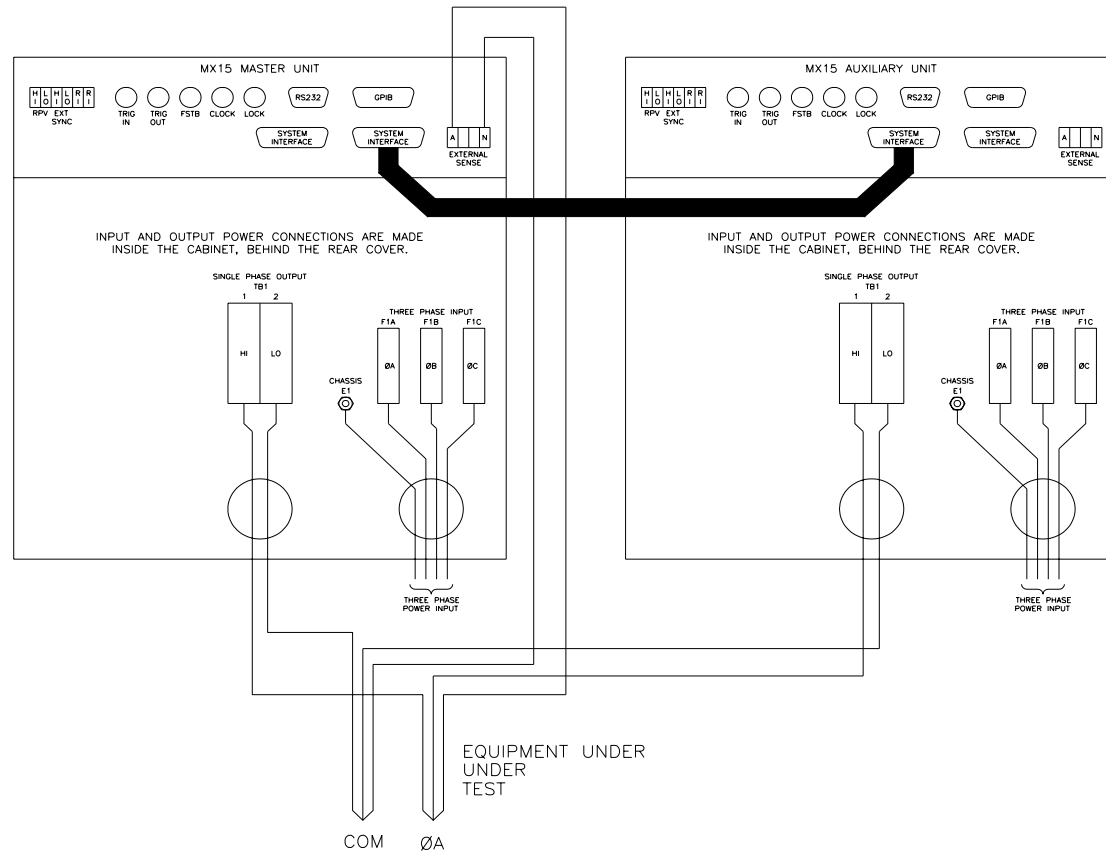 MX15 MASTER UNIT
H L H L R R
I O I O I I
RPV EXT
SYNC
TRIG
IN
TRIG
OUT
FSTB
CLOCK
LOCK
RS232
GPIB
SYSTEM
INTERFACE
SYSTEM
INTERFACE
A N
EXTERNAL
SENSE
INPUT AND OUTPUT POWER CONNECTIONS ARE MADE
INSIDE THE CABINET, BEHIND THE REAR COVER.
SINGLE PHASE OUTPUT
TB1
1 2
HI LO
THREE PHASE INPUT
F1A F1B F1C
ØA ØB ØC
CHASSIS
E1
THREE PHASE
POWER INPUT
MX15 AUXILIARY UNIT
H L H L R R
I O I O I I
RPV EXT
SYNC
TRIG
IN
TRIG
OUT
FSTB
CLOCK
LOCK
RS232
GPIB
SYSTEM
INTERFACE
SYSTEM
INTERFACE
A N
EXTERNAL
SENSE
INPUT AND OUTPUT POWER CONNECTIONS ARE MADE
INSIDE THE CABINET, BEHIND THE REAR COVER.
SINGLE PHASE OUTPUT
TB1
1 2
HI LO
THREE PHASE INPUT
F1A F1B F1C
ØA ØB ØC
CHASSIS
E1
THREE PHASE
POWER INPUT
EQUIPMENT UNDER
UNDER
TEST
COM ØA